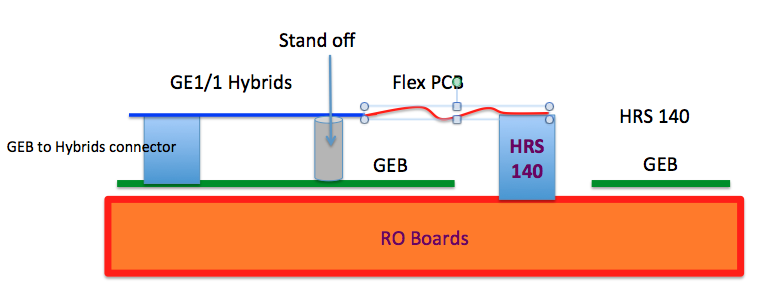 Stand off
GE1/1 Hybrids
Flex PCB
HRS 140
GEB to Hybrids connector
HRS
140
GEB
GEB
RO Boards